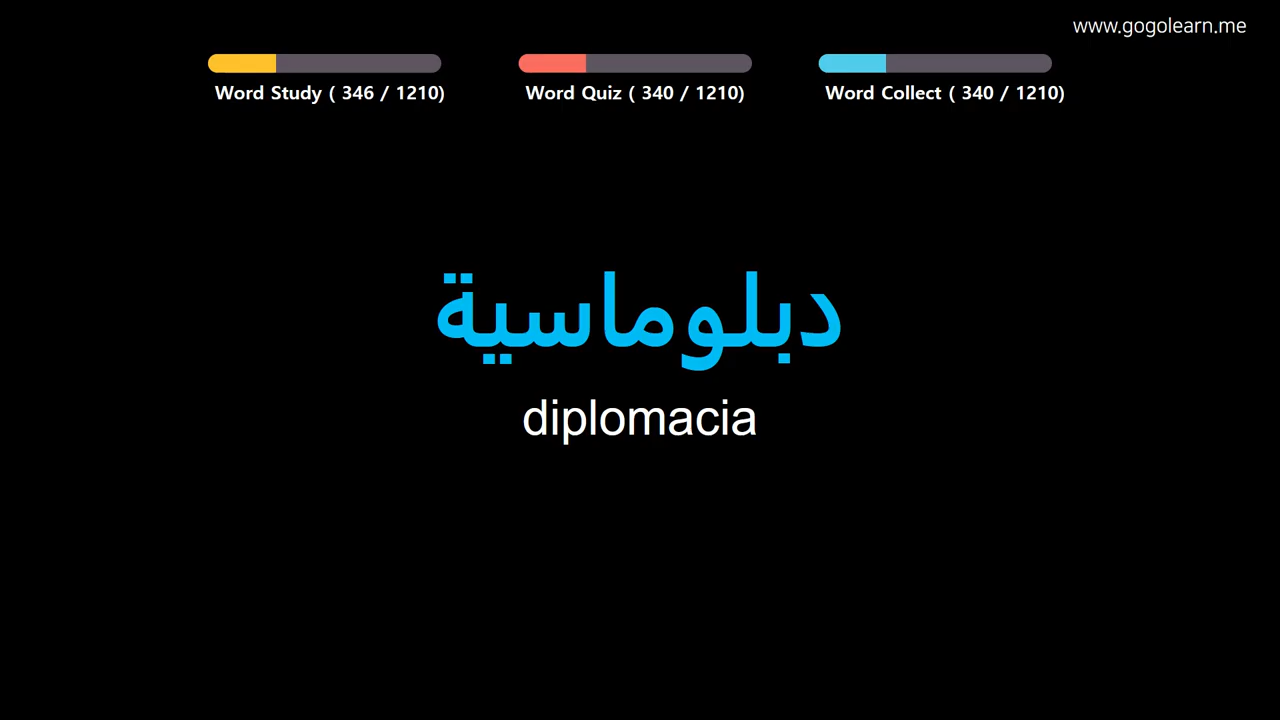 www.gogolearn.me
Word Study ( 346 / 1210)
Word Quiz ( 340 / 1210)
Word Collect ( 340 / 1210)
دبلوماسية
diplomacia